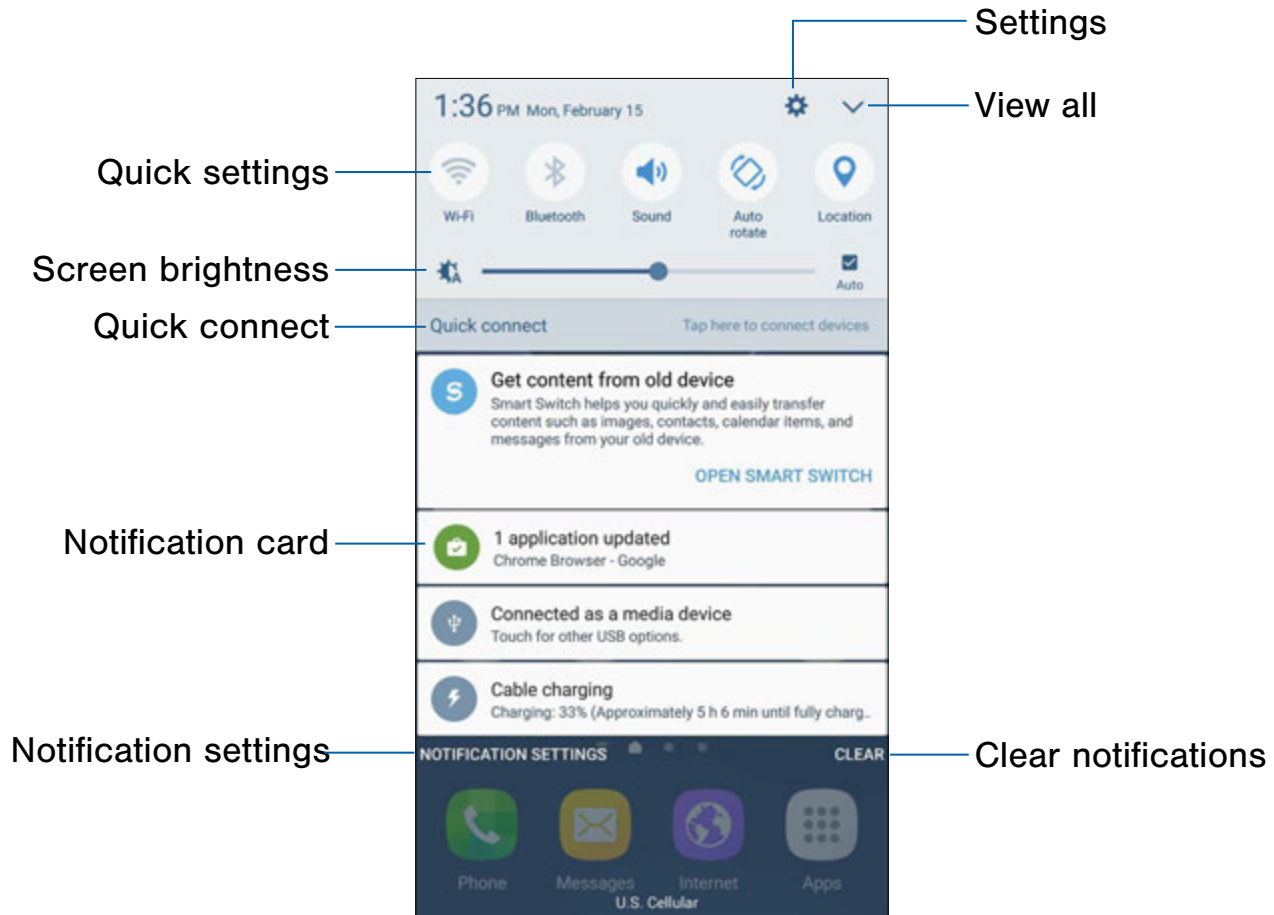 Settings
1:36 PM Mon, February 15
View all
Quick settings
Wi-Fi
Bluetooth
Sound
Auto
rotate
Location
Screen brightness
A
Auto
Quick connect
Quick connect
Tap here to connect devices
S
Get content from old device
Smart Switch helps you quickly and easily transfer
content such as images, contacts, calendar items, and
messages from your old device.
OPEN SMART SWITCH
Notification card
1 application updated
Chrome Browser - Google
Connected as a media device
Touch for other USB options.
Cable charging
Charging: 33% (Approximately 5 h 6 min until fully charg..
Notification settings
NOTIFICATION SETTINGS
CLEAR
Clear notifications
Phone
Messages
Internet
Apps
U.S. Cellular